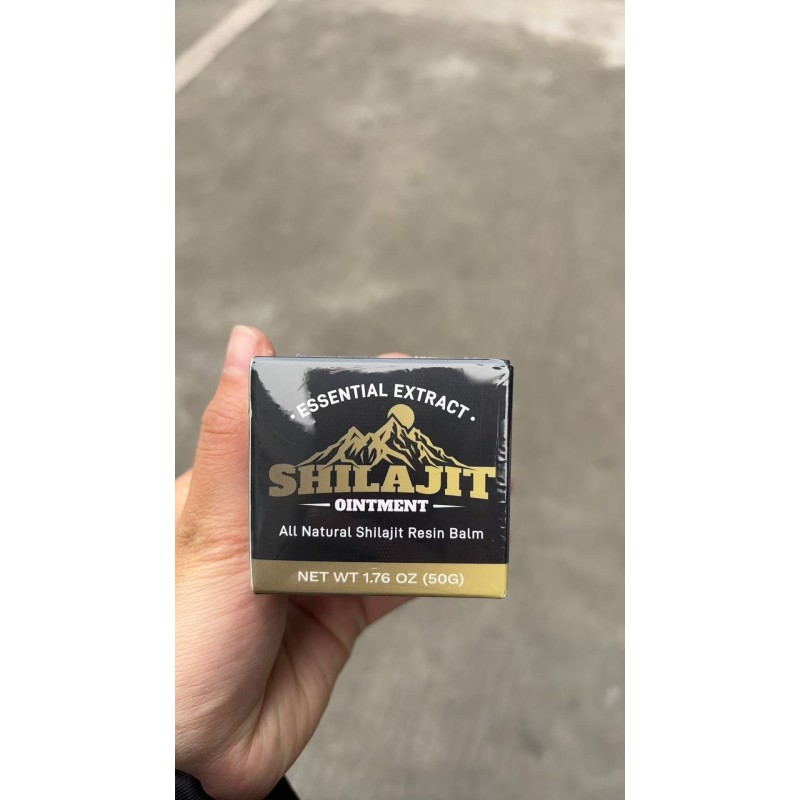 • ESSENTIAL EXTRACT •
SHILAJIT
OINTMENT
All Natural Shilajit Resin Balm
NET WT 1.76 OZ (50G)